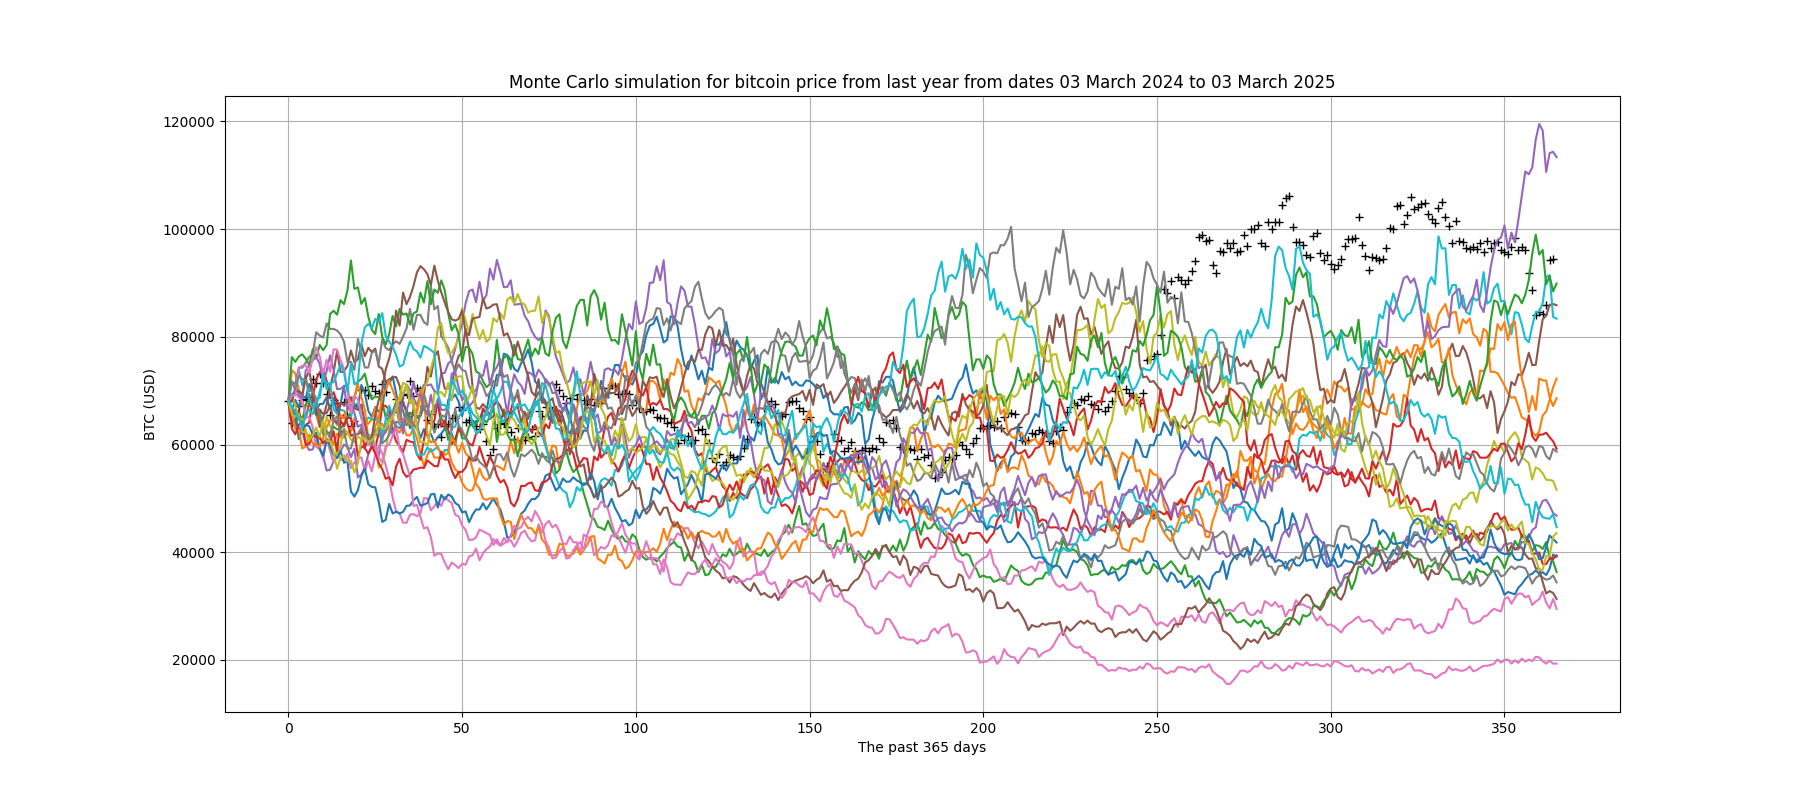 Monte Carlo simulation for bitcoin price from last year from dates 03 March 2024 to 03 March 2025
120000
100000
80000
60000
40000
20000
BTC (USD)
0 50 100 150 200 250 300 350
The past 365 days